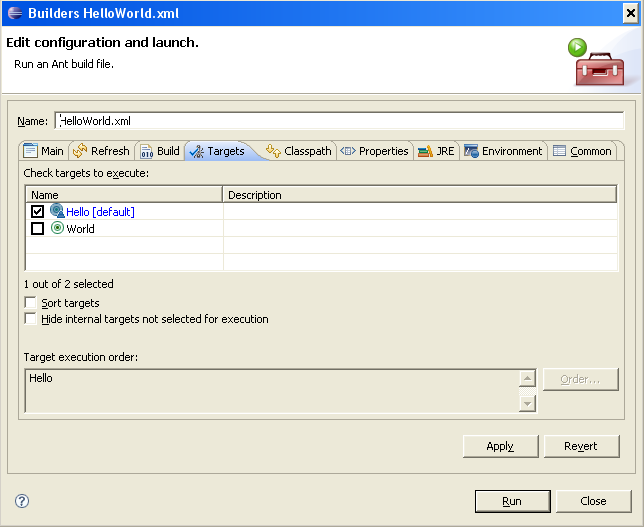 Builders HelloWorld.xml
Edit configuration and launch.
Run an Ant build file.
Name: HelloWorld.xml
Main Refresh Build Targets Classpath Properties JRE Environment Common
Check targets to execute:
Name Description
Hello [default]
World
1 out of 2 selected
Sort targets
Hide internal targets not selected for execution
Target execution order:
Hello
Order...
Apply Revert
Run Close